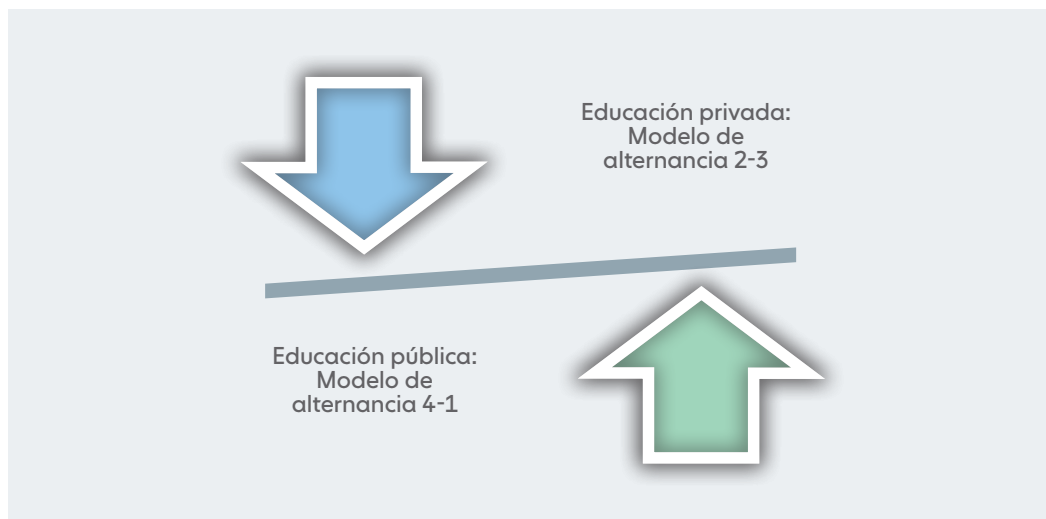 Educación privada:
Modelo de
alternancia 2-3
Educación pública:
Modelo de
alternancia 4-1